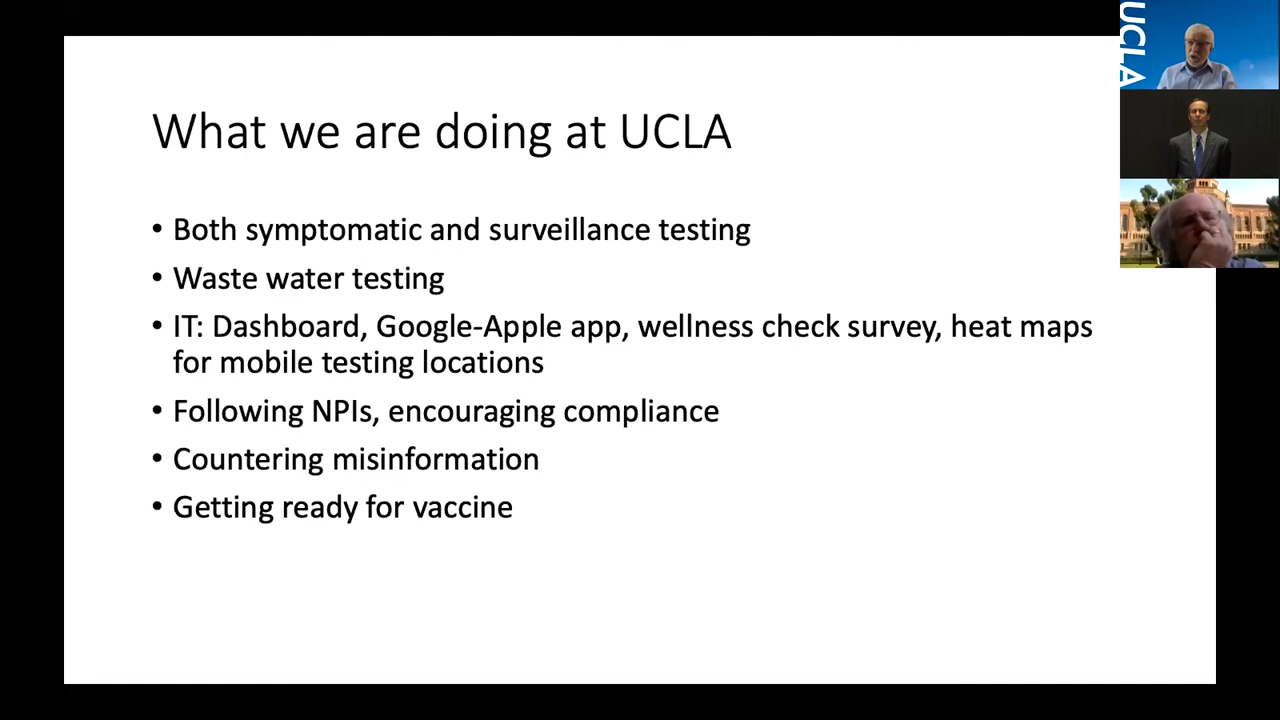 UCLA
What we are doing at UCLA
• Both symptomatic and surveillance testing
• Waste water testing
• IT: Dashboard, Google-Apple app, wellness check survey, heat maps
for mobile testing locations
• Following NPIs, encouraging compliance
• Countering misinformation
• Getting ready for vaccine